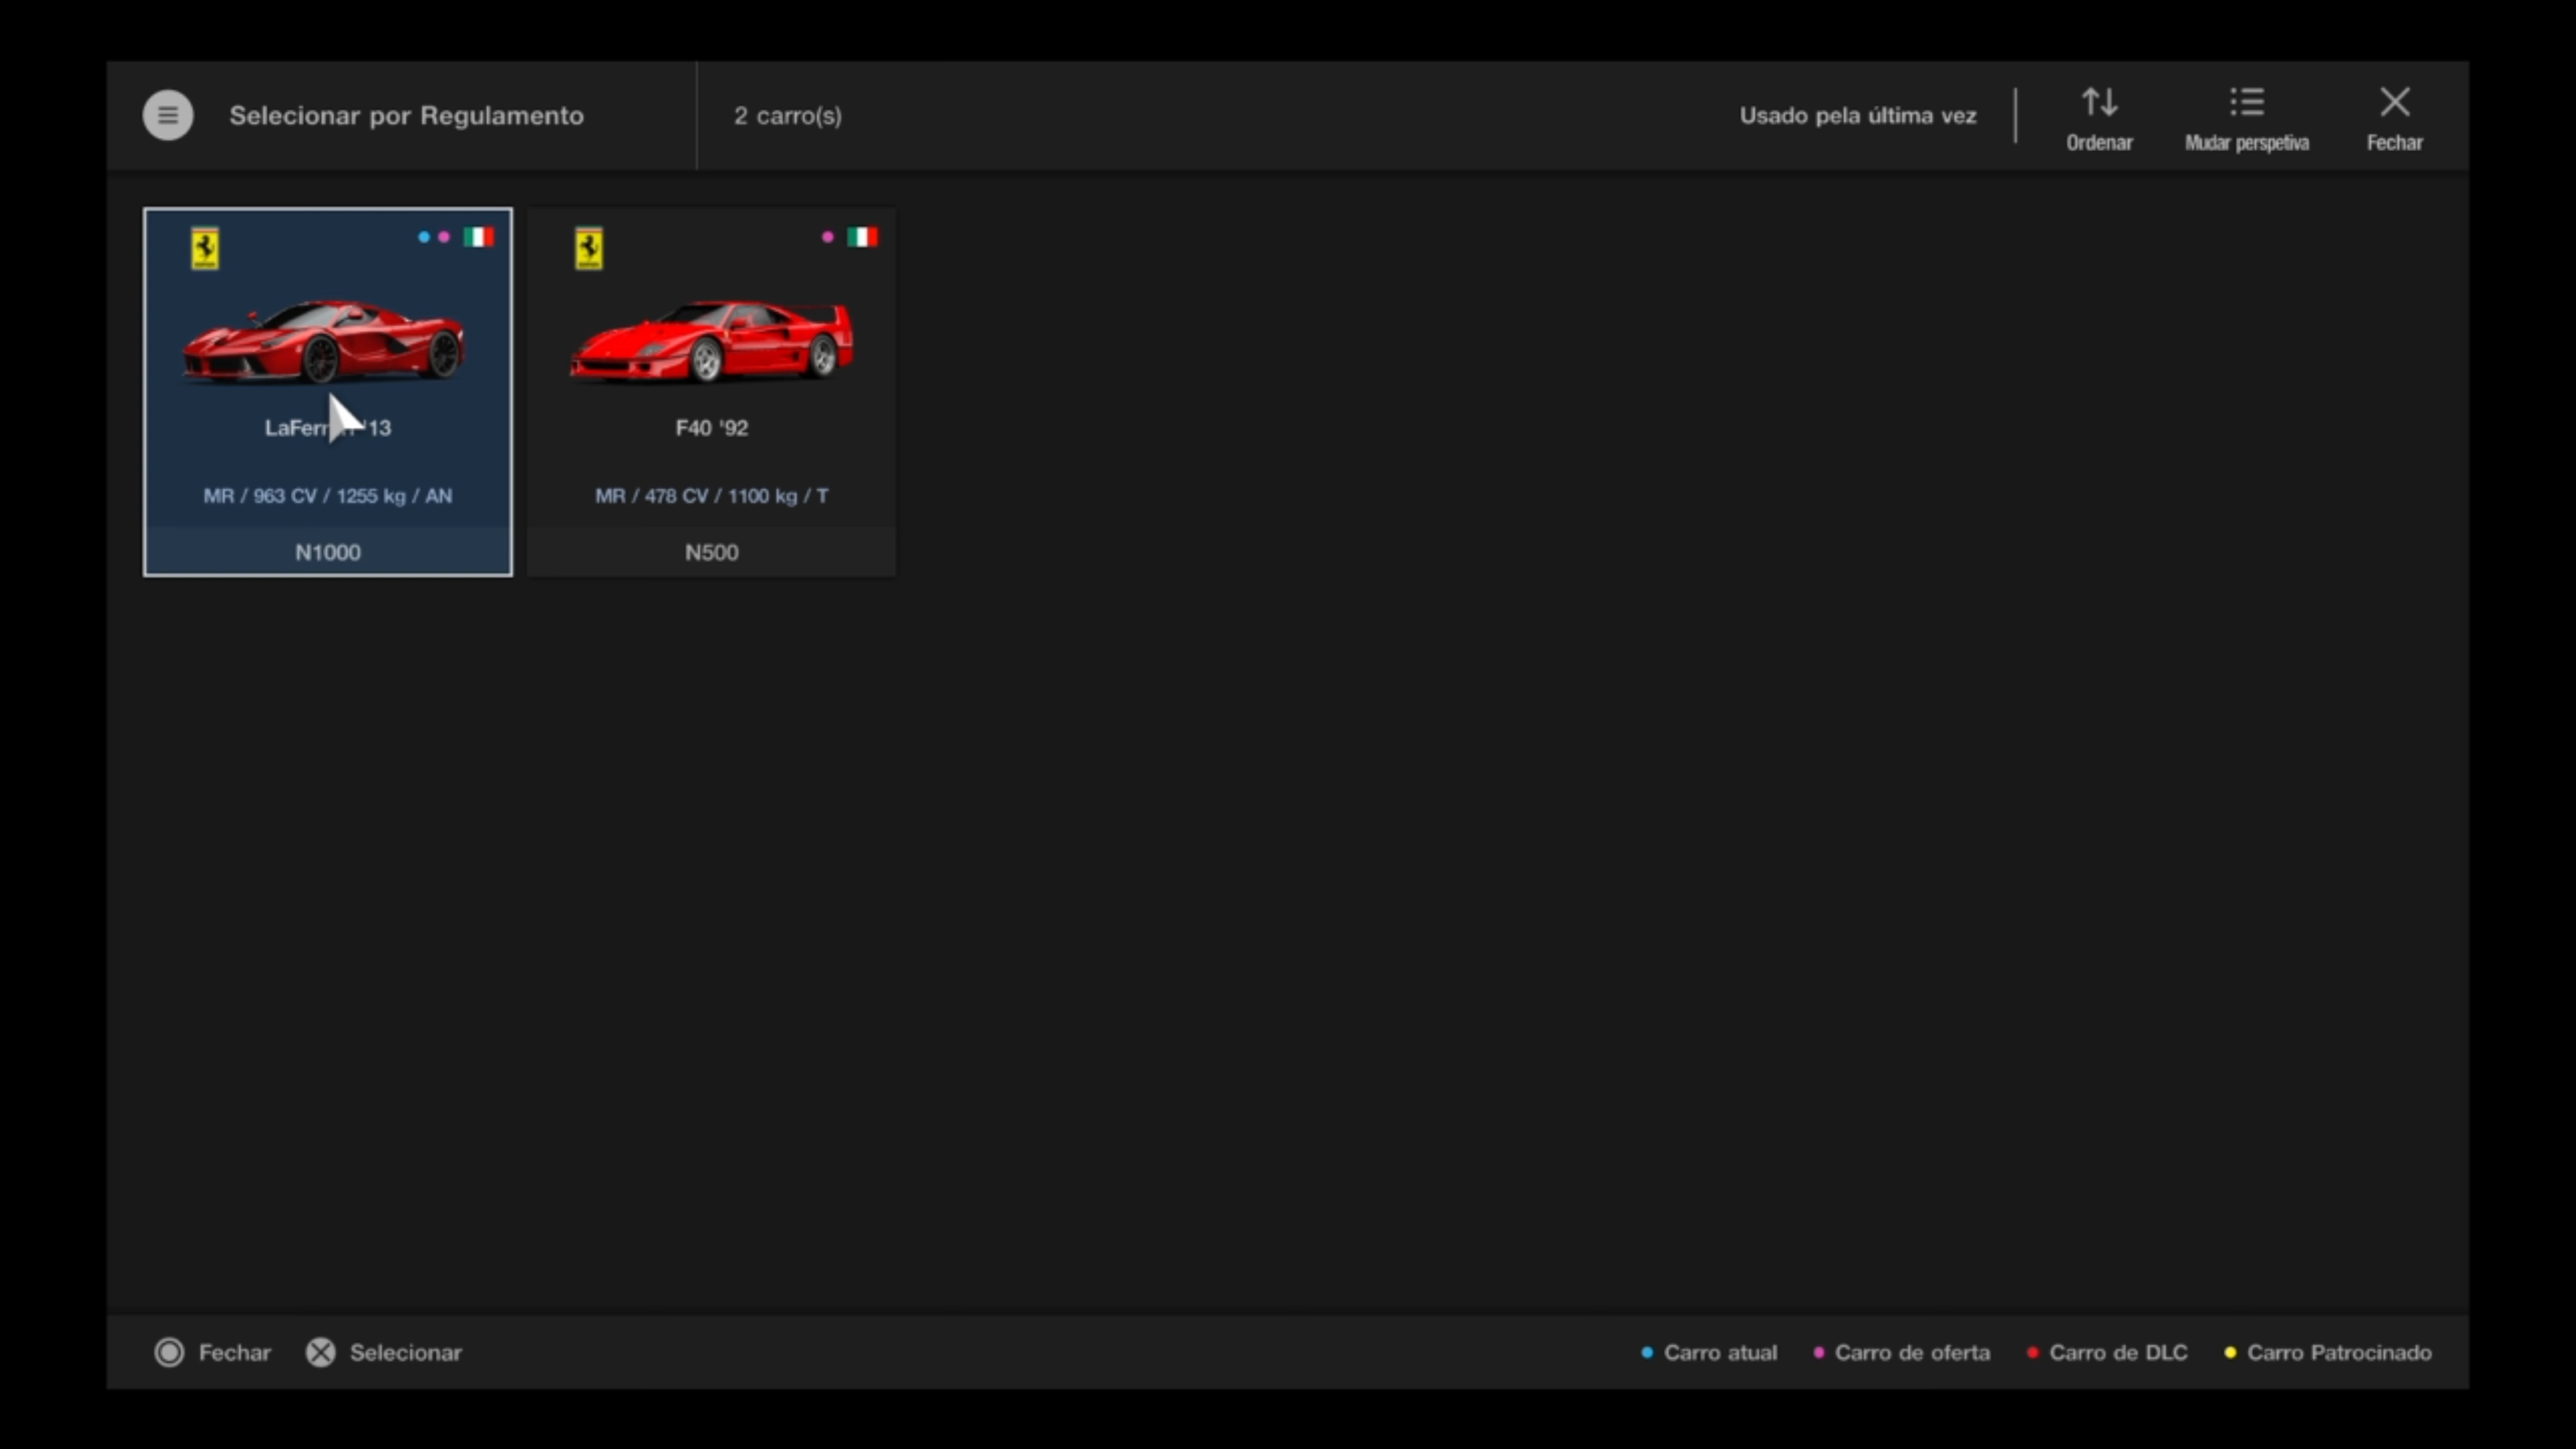 Selecionar por Regulamento
2 carro(s)
Usado pela última vez
Ordenar
Mudar perspetiva
Fechar
'13
MR / 963 CV / 1255 kg / AN
N1000
F40 '92
MR / 478 CV / 1100 kg / T
N500
Fechar
Selecionar
Carro atual
Carro de oferta
Carro de DLC
Carro Patrocinado